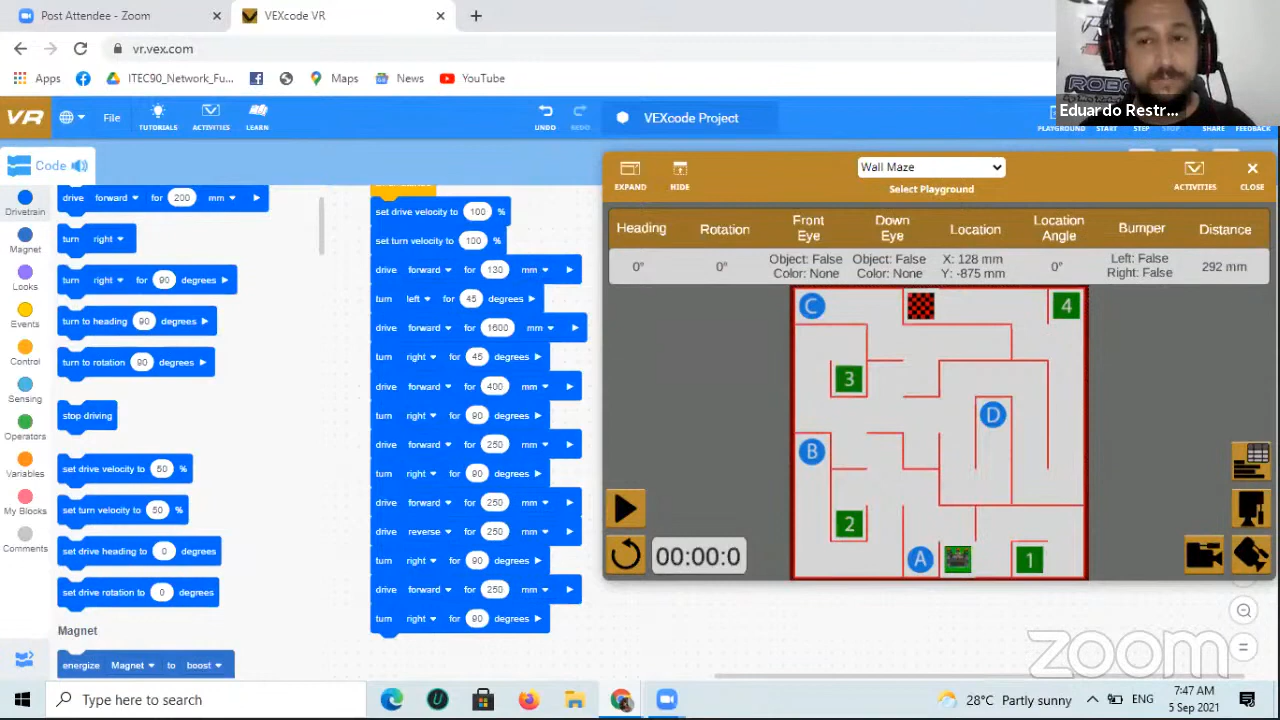 Post Attendee - Zoom
VEXcode VR
vr.vex.com
Apps
ITEC90_Network_Fu...
Maps
News
YouTube
Eduardo Restr...
VR
File
TUTORIALS
ACTIVITIES
LEARN
UNDO
REDO
VEXcode Project
PLAYGROUND
START
STEP
STOP
SHARE
FEEDBACK
Code
Drivetrain
Magnet
Looks
Events
Control
Sensing
Operators
Variables
My Blocks
Comments
drive forward for 200 mm
turn right
turn right for 90 degrees
turn to heading 90 degrees
turn to rotation 90 degrees
stop driving
set drive velocity to 50 %
set turn velocity to 50 %
set drive heading to 0 degrees
set drive rotation to 0 degrees
Magnet
energize Magnet to boost
set drive velocity to 100 %
set turn velocity to 100 %
drive forward for 130 mm
turn left for 45 degrees
drive forward for 1600 mm
turn right for 45 degrees
drive forward for 400 mm
turn right for 90 degrees
drive forward for 250 mm
turn right for 90 degrees
drive forward for 250 mm
drive reverse for 250 mm
turn right for 90 degrees
drive forward for 250 mm
turn right for 90 degrees
EXPAND
HIDE
Wall Maze
Select Playground
ACTIVITIES
CLOSE
Heading
Rotation
Front Eye
Down Eye
Location
Location Angle
Bumper
Distance
0°
0°
Object: False
Color: None
Object: False
Color: None
X: 128 mm
Y: -875 mm
0°
Left: False
Right: False
292 mm
C
4
3
D
B
2
A
1
00:00:0
zoom
Type here to search
28°C Partly sunny
ENG
7:47 AM
5 Sep 2021